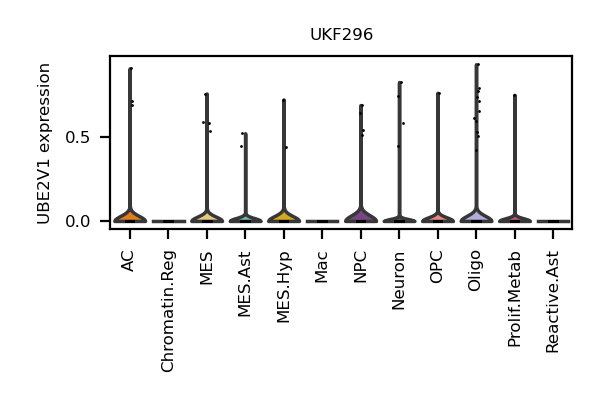 UKF296
UBE2V1 expression
0.5
0.0
AC
Chromatin.Reg
MES
MES.Ast
MES.Hyp
Mac
NPC
Neuron
OPC
Oligo
Prolif.Metab
Reactive.Ast